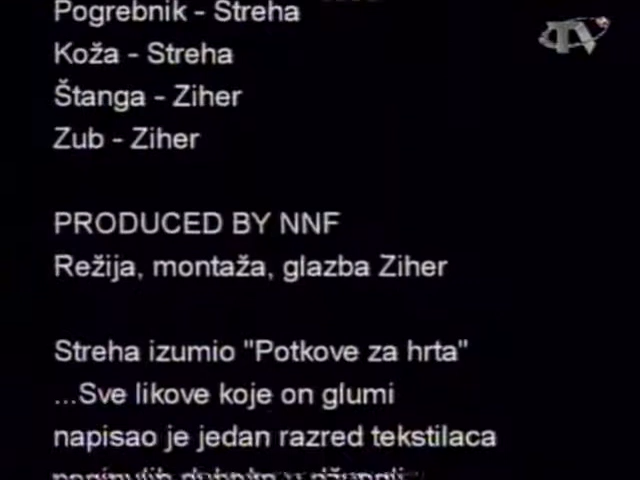 Pogrebnik - Streha
TV
Koža - Streha
Štanga - Ziher
Zub - Ziher
PRODUCED BY NNF
Režija, montaža, glazba Ziher
Streha izumio "Potkove za hrta"
...Sve likove koje on glumi
napisao je jedan razred tekstilaca